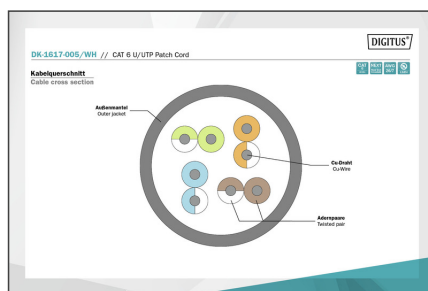 DIGITUS®
DK-1617-005/WH // CAT 6 U/UTP Patch Cord
Kabelquerschnitt
Cable cross section
Außenmantel
Outer jacket
Cu-Draht
Cu-Wire
Adernpaare
Twisted pair